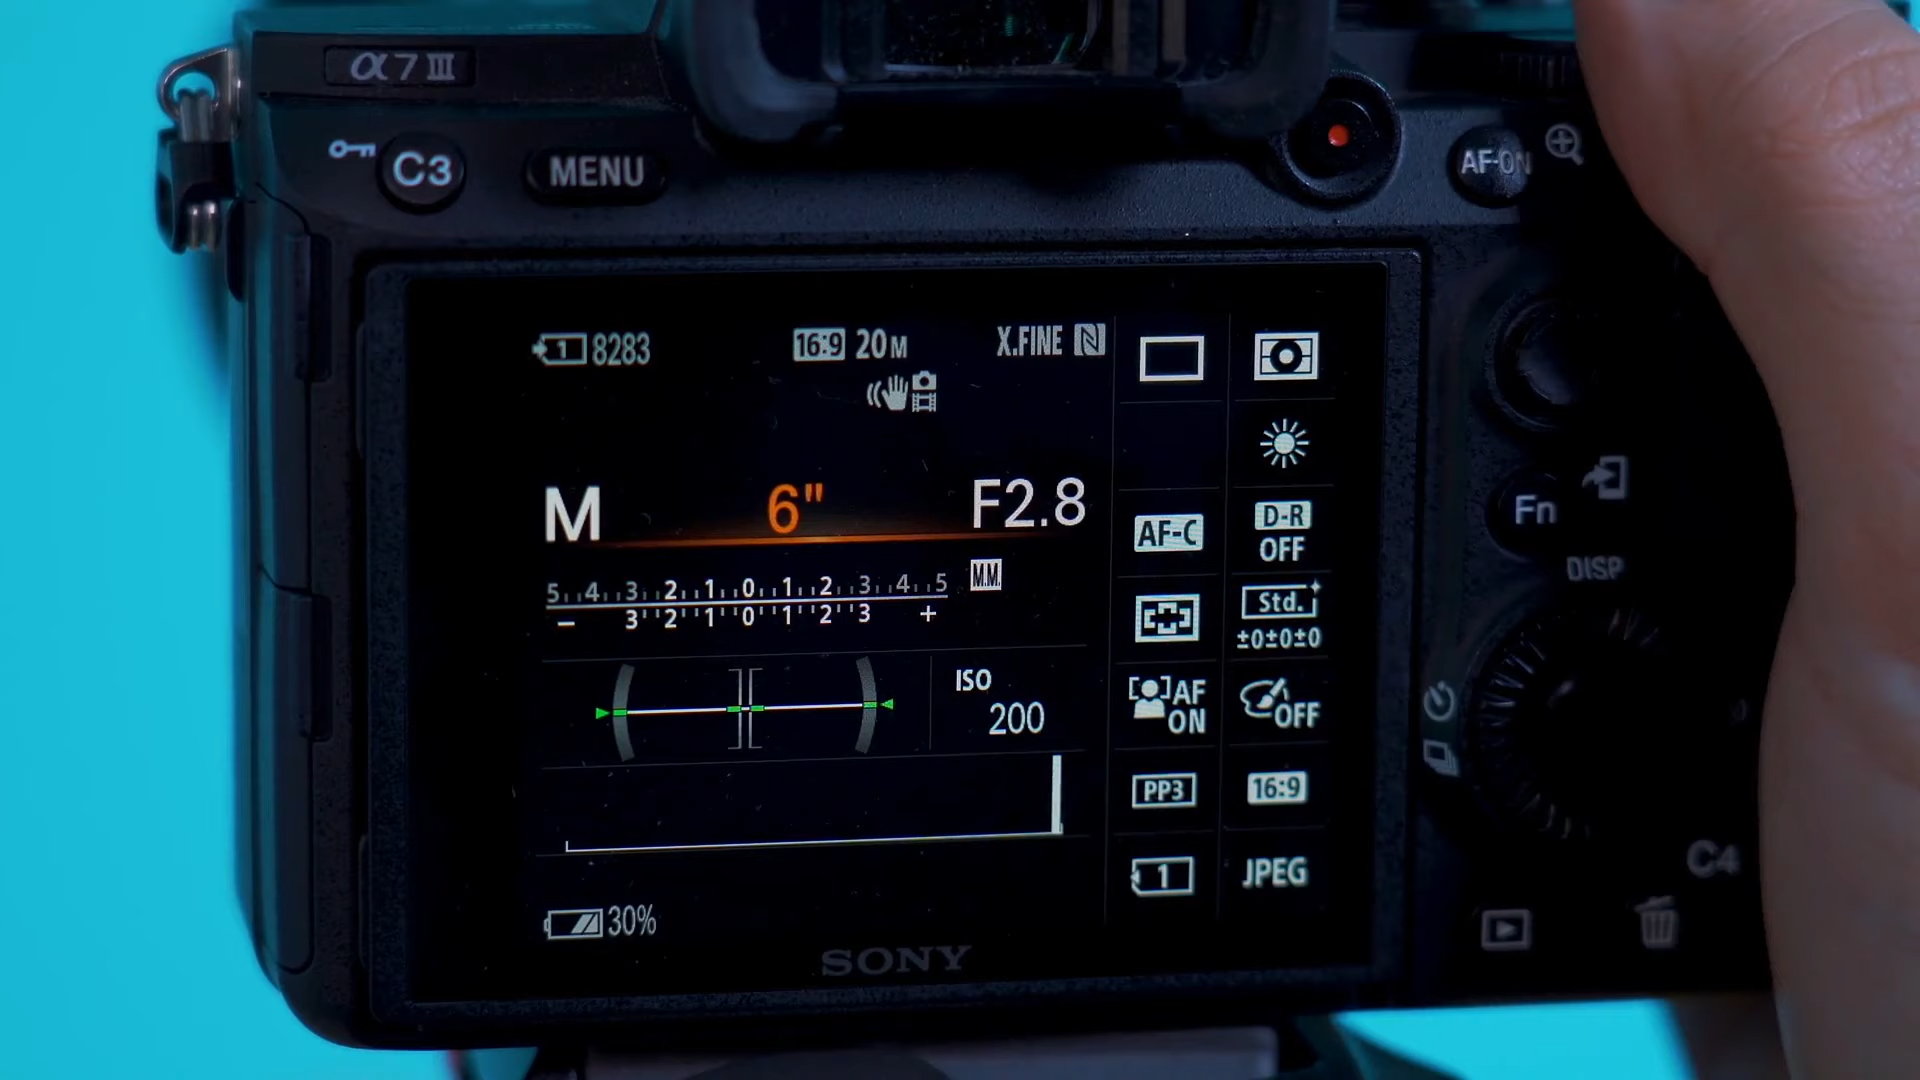 α7III
C3
MENU
AF-ON
1 8283
16:9 20M
X.FINE N
M 6" F2.8
5 4 3 2 1 0 1 2 3 4 5
M.M.
− 3 2 1 0 1 2 3 +
ISO
200
30%
AF-C
D-R
OFF
Std.
±0±0±0
AF
ON
OFF
PP3
16:9
1
JPEG
SONY
Fn
DISP
C4